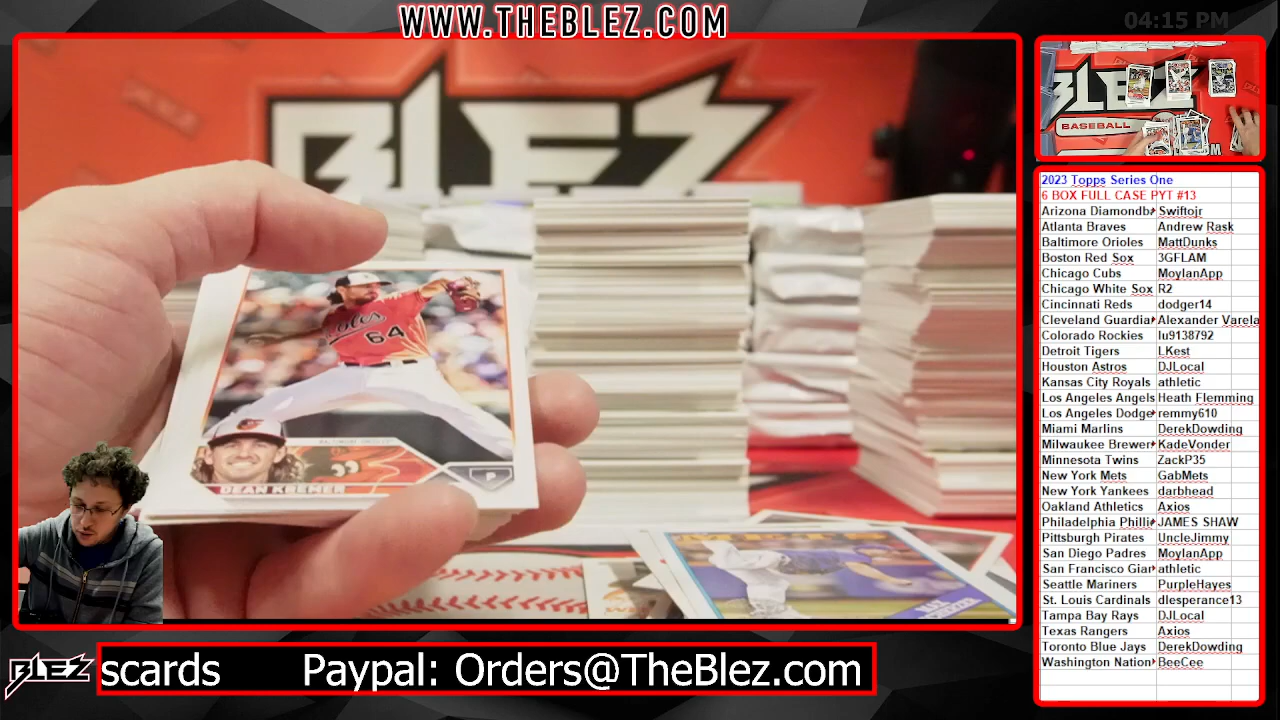 WWW.THEBLEZ.COM
04:15 PM
BLEZ
oles
64
DEAN KREMER
P
BLEZ
BASEBALL
2023 Topps Series One
6 BOX FULL CASE PYT #13
Arizona Diamondba Swiftojr
Atlanta Braves Andrew Rask
Baltimore Orioles MattDunks
Boston Red Sox 3GFLAM
Chicago Cubs MoylanApp
Chicago White Sox R2
Cincinnati Reds dodger14
Cleveland Guardia Alexander Varela
Colorado Rockies lu9138792
Detroit Tigers LKest
Houston Astros DJLocal
Kansas City Royals athletic
Los Angeles Angels Heath Flemming
Los Angeles Dodge remmy610
Miami Marlins DerekDowding
Milwaukee Brewer KadeVonder
Minnesota Twins ZackP35
New York Mets GabMets
New York Yankees darbhead
Oakland Athletics Axios
Philadelphia Phillie JAMES SHAW
Pittsburgh Pirates UncleJimmy
San Diego Padres MoylanApp
San Francisco Gian athletic
Seattle Mariners PurpleHayes
St. Louis Cardinals dlesperance13
Tampa Bay Rays DJLocal
Texas Rangers Axios
Toronto Blue Jays DerekDowding
Washington Nation BeeCee
BLEZ
scards Paypal: Orders@TheBlez.com